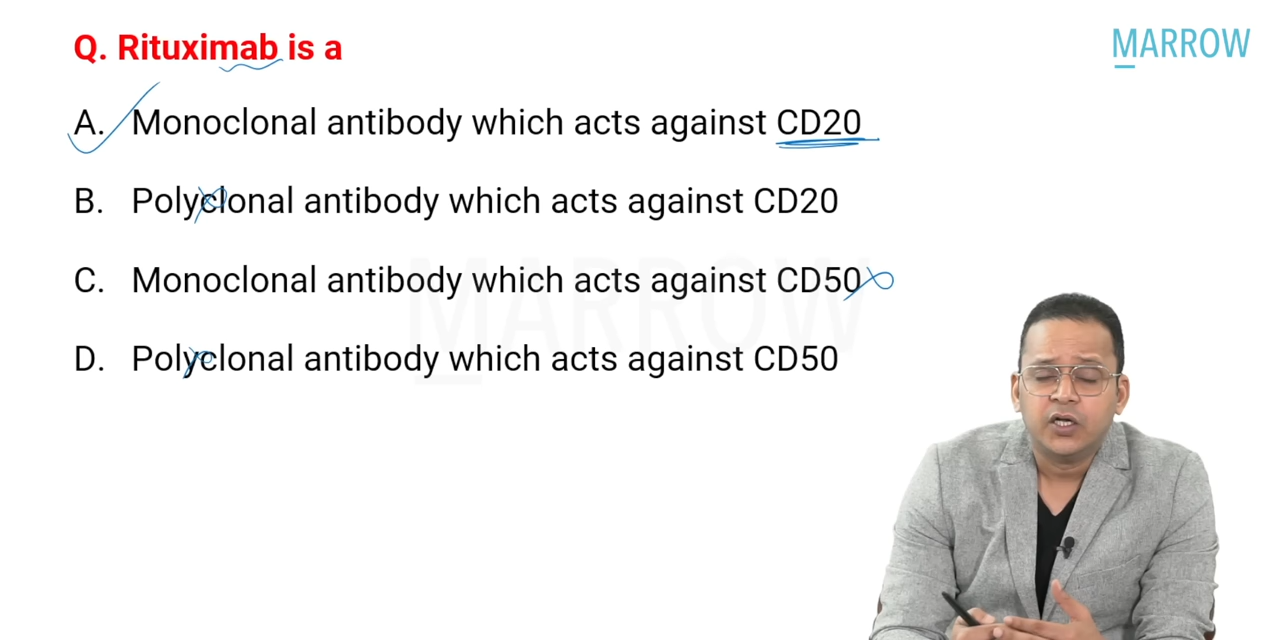 Q. Rituximab is a
MARROW
A. Monoclonal antibody which acts against CD20
B. Polyclonal antibody which acts against CD20
C. Monoclonal antibody which acts against CD50
D. Polyclonal antibody which acts against CD50
MARROW